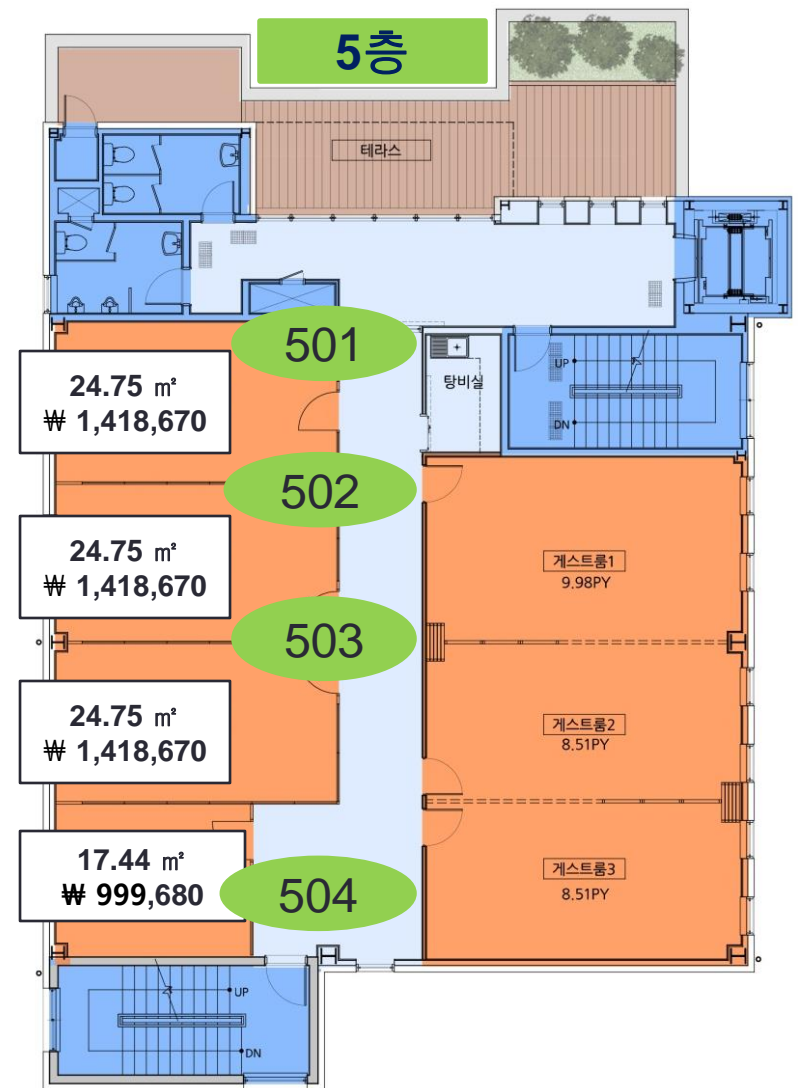 5층
테라스
501
24.75 ㎡
₩ 1,418,670
탕비실
UP
DN
502
24.75 ㎡
₩ 1,418,670
게스트룸1
9.98PY
503
24.75 ㎡
₩ 1,418,670
게스트룸2
8.51PY
17.44 ㎡
₩ 999,680
504
게스트룸3
8.51PY
UP
DN